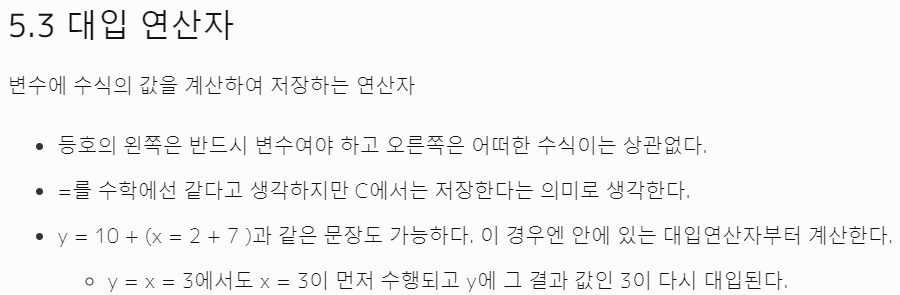 5.3 대입 연산자
변수에 수식의 값을 계산하여 저장하는 연산자
• 등호의 왼쪽은 반드시 변수여야 하고 오른쪽은 어떠한 수식이는 상관없다.
• =를 수학에선 같다고 생각하지만 C에서는 저장한다는 의미로 생각한다.
• y = 10 + (x = 2 + 7 )과 같은 문장도 가능하다. 이 경우엔 안에 있는 대입연산자부터 계산한다.
◦ y = x = 3에서도 x = 3이 먼저 수행되고 y에 그 결과 값인 3이 다시 대입된다.